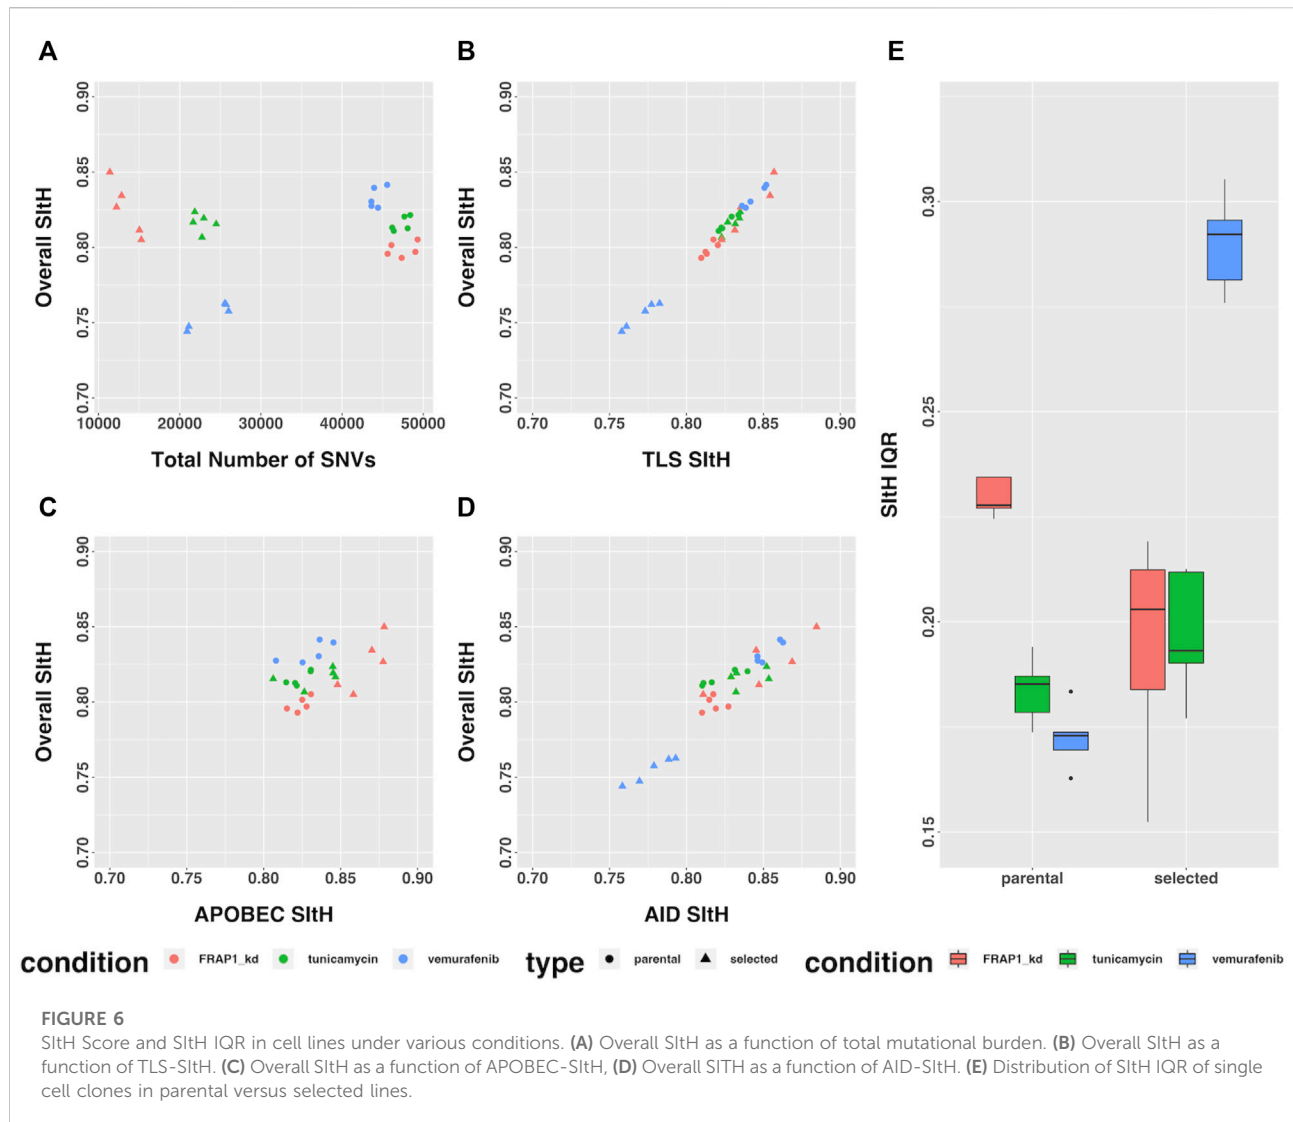 A
Overall SItH
0.90
0.85
0.80
0.75
0.70
10000 20000 30000 40000 50000
Total Number of SNVs
B
Overall SItH
0.90
0.85
0.80
0.75
0.70
0.70 0.75 0.80 0.85 0.90
TLS SItH
C
Overall SItH
0.90
0.85
0.80
0.75
0.70
0.70 0.75 0.80 0.85 0.90
APOBEC SItH
D
Overall SItH
0.90
0.85
0.80
0.75
0.70
0.70 0.75 0.80 0.85 0.90
AID SItH
E
SItH IQR
0.30
0.25
0.20
0.15
parental selected
condition FRAP1_kd tunicamycin vemurafenib type parental selected condition FRAP1_kd tunicamycin vemurafenib
FIGURE 6
SItH Score and SItH IQR in cell lines under various conditions. (A) Overall SItH as a function of total mutational burden. (B) Overall SItH as a
function of TLS-SItH. (C) Overall SItH as a function of APOBEC-SItH, (D) Overall SITH as a function of AID-SItH. (E) Distribution of SItH IQR of single
cell clones in parental versus selected lines.